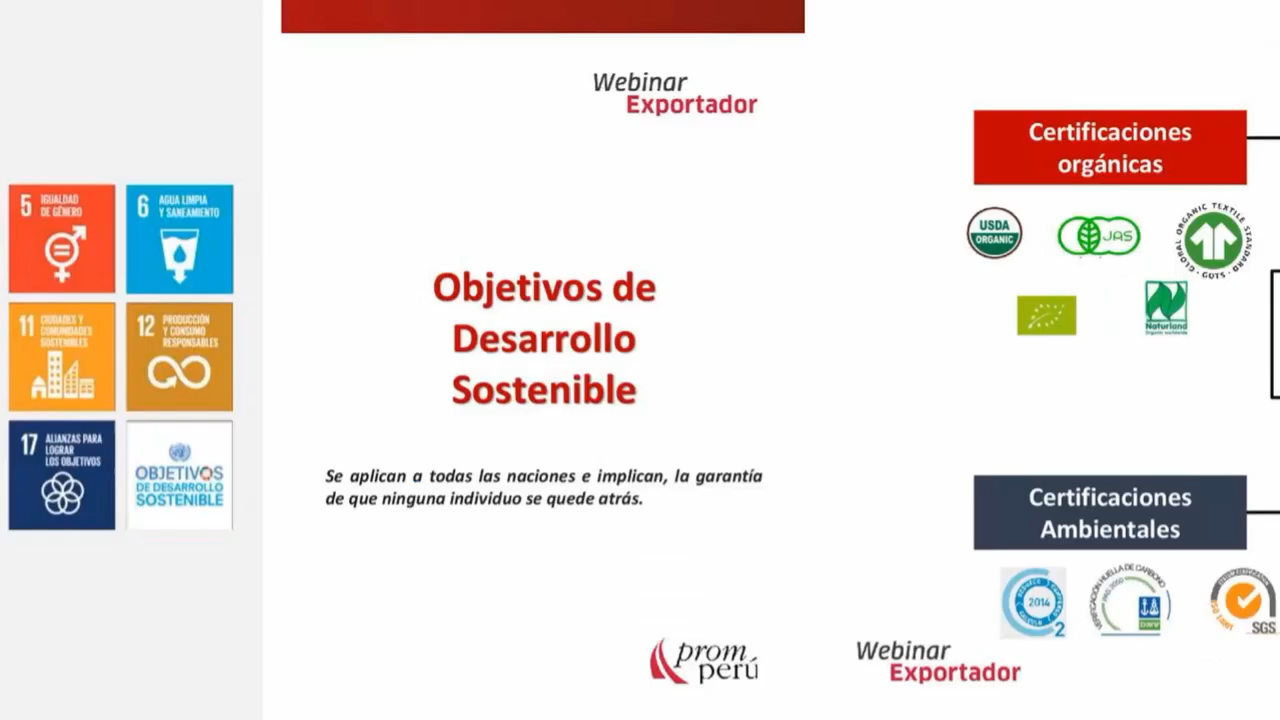 5 IGUALDAD
DE GÉNERO
6 AGUA LIMPIA
Y SANEAMIENTO
11 CIUDADES Y
COMUNIDADES
SOSTENIBLES
12 PRODUCCIÓN
Y CONSUMO
RESPONSABLES
17 ALIANZAS PARA
LOGRAR
LOS OBJETIVOS
OBJETIVOS
DE DESARROLLO
SOSTENIBLE
Webinar
Exportador
Objetivos de
Desarrollo
Sostenible
Se aplican a todas las naciones e implican, la garantía
de que ninguna individuo se quede atrás.
prom
perú
Certificaciones
orgánicas
USDA
ORGANIC
JAS
GLOBAL ORGANIC TEXTILE STANDARD
GOTS
Naturland
Certificaciones
Ambientales
2014
2
VERIFICACIÓN HUELLA DE CARBONO
SGS
Webinar
Exportador